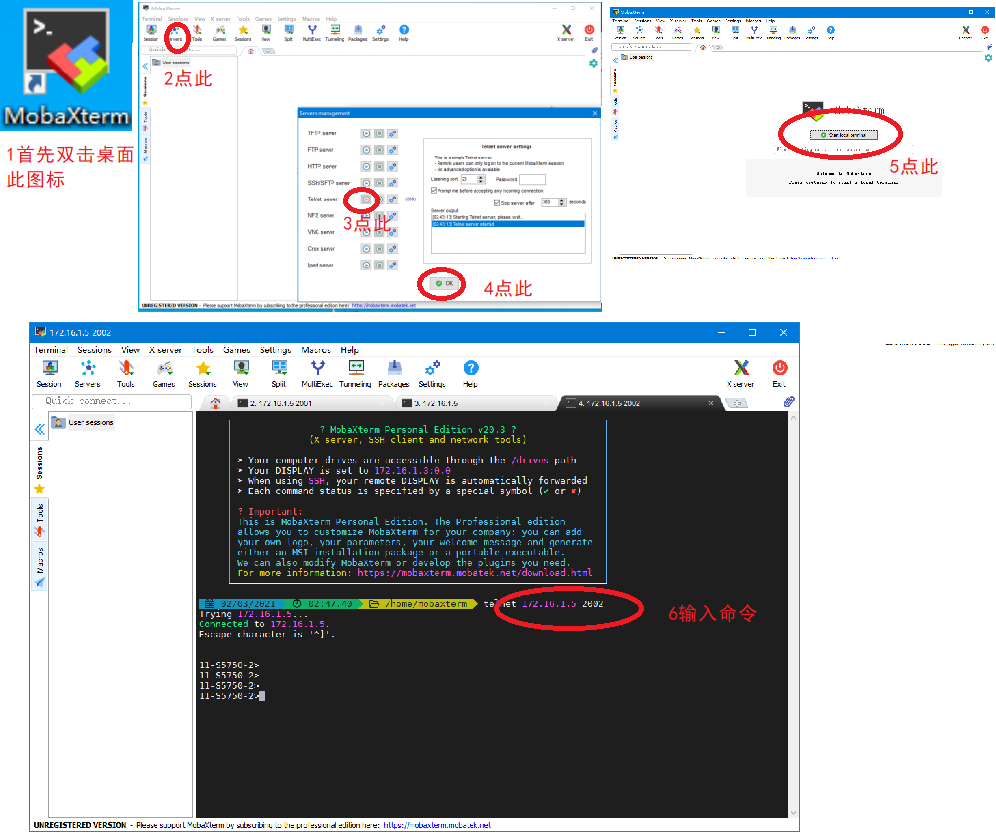 MobaXterm
1首先双击桌面
此图标
MobaXterm
Terminal Sessions View X server Tools Games Settings Macros Help
Session Servers Tools Games Sessions View Split MultiExec Tunneling Packages Settings Help X server Exit
User sessions
Sessions
Tools
Macros
2点此
Servers management
TFTP server
FTP server
HTTP server
SSH/SFTP server
Telnet server
NFS server
VNC server
Cron server
Iperf server
3点此
Telnet server settings
This is a simple Telnet server
- Remote users can only login to the current MobaXterm session
- No advanced option is available
Listening port 23 Password
Prompt me before accepting any incoming connection
Stop server after 360 seconds
Server output
[02:43:13] Starting Telnet server, please wait...
[02:43:13] Telnet server started
OK
4点此
UNREGISTERED VERSION - Please support MobaXterm by subscribing to the professional edition here: https://mobaxterm.mobatek.net
MobaXterm
Terminal Sessions View X server Tools Games Settings Macros Help
User sessions
MobaXterm
Start local terminal
5点此
172.16.1.5 2002
Terminal Sessions View X server Tools Games Settings Macros Help
Session Servers Tools Games Sessions View Split MultiExec Tunneling Packages Settings Help X server Exit
Quick connect...
2. 172.16.1.5 2001
3. 172.16.1.5
4. 172.16.1.5 2002
User sessions
Sessions
Tools
Macros
? MobaXterm Personal Edition v20.3 ?
(X server, SSH client and network tools)
➤ Your computer drives are accessible through the /drives path
➤ Your DISPLAY is set to 172.16.1.3:0.0
➤ When using SSH, your remote DISPLAY is automatically forwarded
➤ Each command status is specified by a special symbol (✓ or ✗)
? Important:
This is MobaXterm Personal Edition. The Professional edition
allows you to customize MobaXterm for your company: you can add
your own logo, your parameters, your welcome message and generate
either an MSI installation package or a portable executable.
We can also modify MobaXterm or develop the plugins you need.
For more information: https://mobaxterm.mobatek.net/download.html
02/03/2021 02:47.40 /home/mobaxterm telnet 172.16.1.5 2002
Trying 172.16.1.5...
Connected to 172.16.1.5.
Escape character is '^]'.
11-S5750-2>
11-S5750-2>
11-S5750-2>
11-S5750-2>
6输入命令
UNREGISTERED VERSION - Please support MobaXterm by subscribing to the professional edition here: https://mobaxterm.mobatek.net